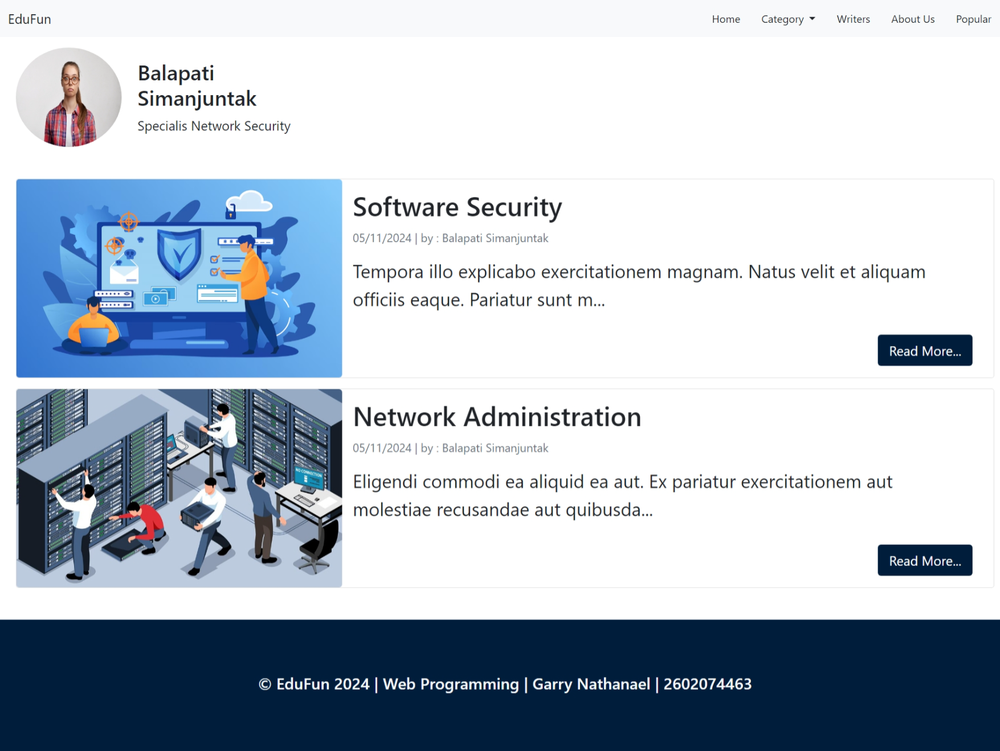 EduFun
Home Category Writers About Us Popular
Balapati
Simanjuntak
Specialis Network Security
Software Security
05/11/2024 | by : Balapati Simanjuntak
Tempora illo explicabo exercitationem magnam. Natus velit et aliquam
officiis eaque. Pariatur sunt m...
Read More...
NO CONNECTION
Network Administration
05/11/2024 | by : Balapati Simanjuntak
Eligendi commodi ea aliquid ea aut. Ex pariatur exercitationem aut
molestiae recusandae aut quibusda...
Read More...
© EduFun 2024 | Web Programming | Garry Nathanael | 2602074463